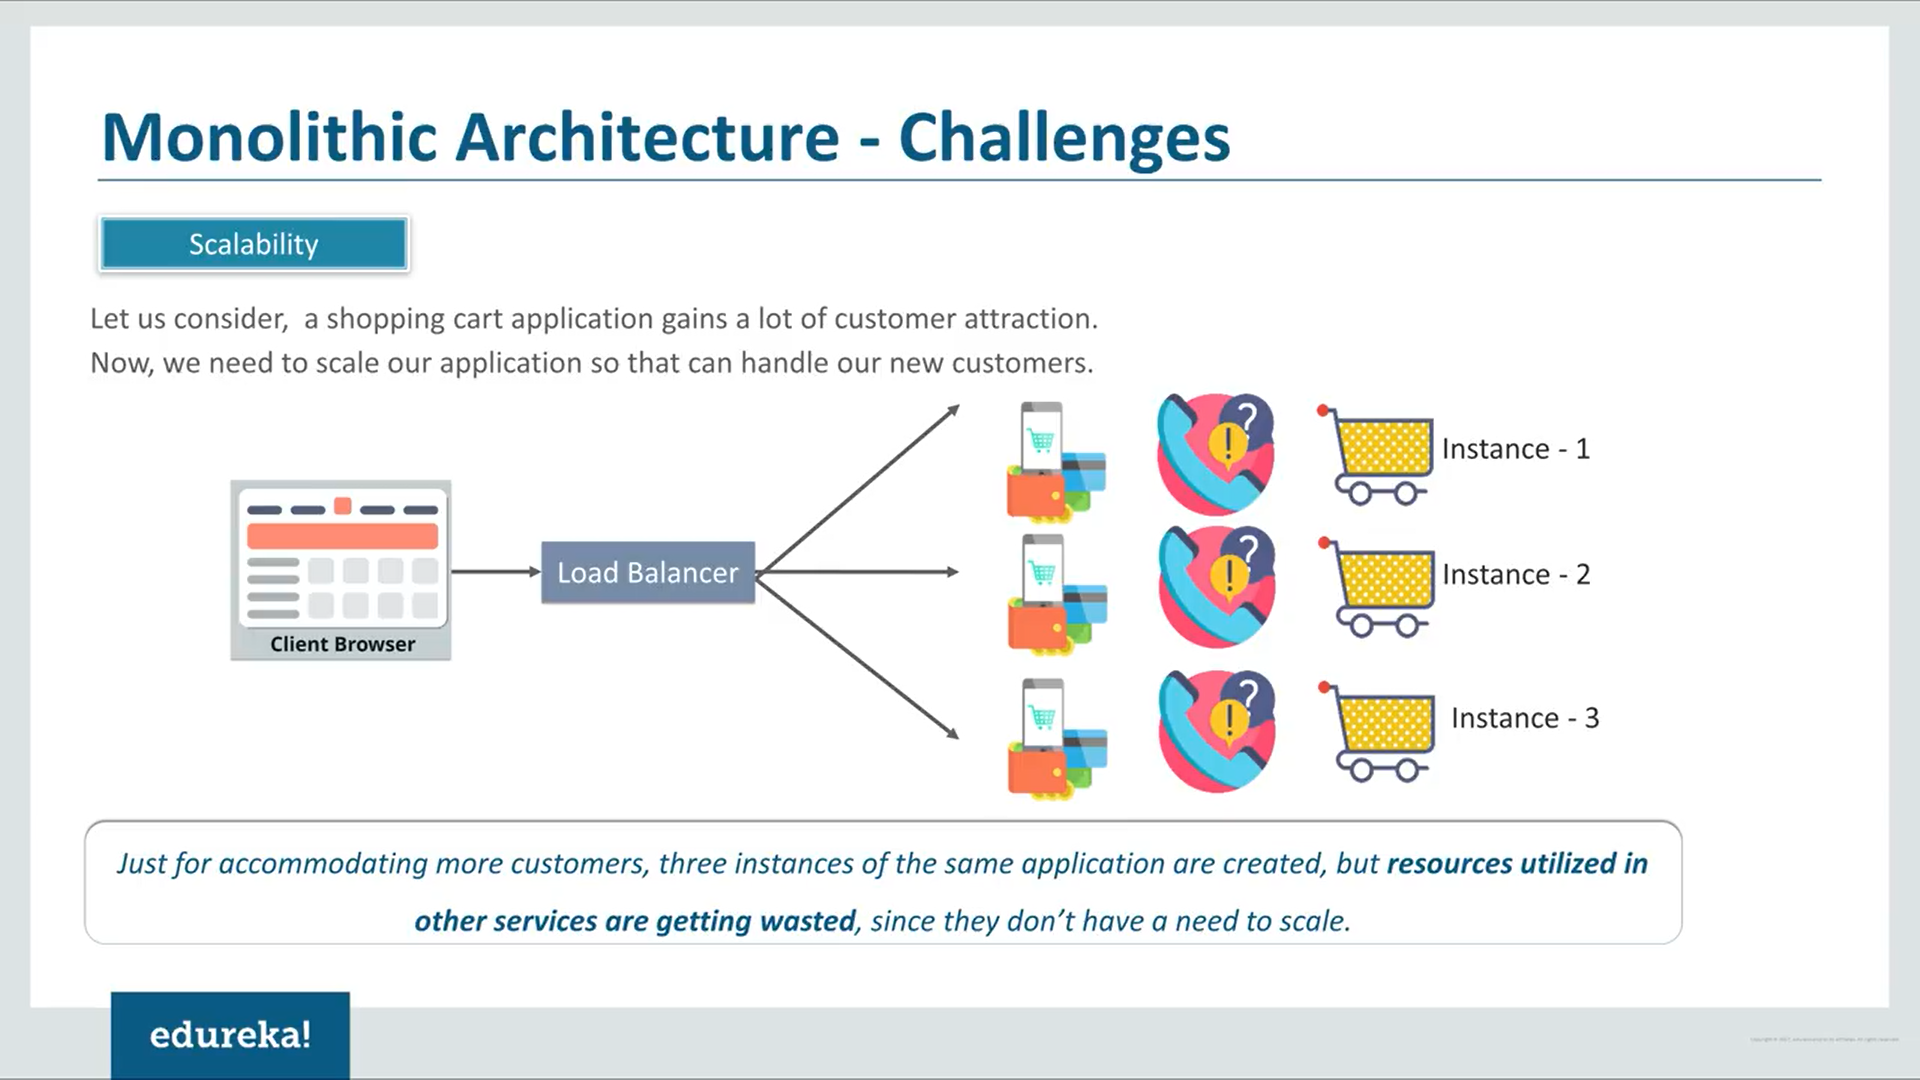 Monolithic Architecture - Challenges
Scalability
Let us consider,  a shopping cart application gains a lot of customer attraction.
Now, we need to scale our application so that can handle our new customers.
Instance - 1
Load Balancer
Instance - 2
Client Browser
Instance - 3
Just for accommodating more customers, three instances of the same application are created, but resources utilized in
other services are getting wasted, since they don’t have a need to scale.
edureka!